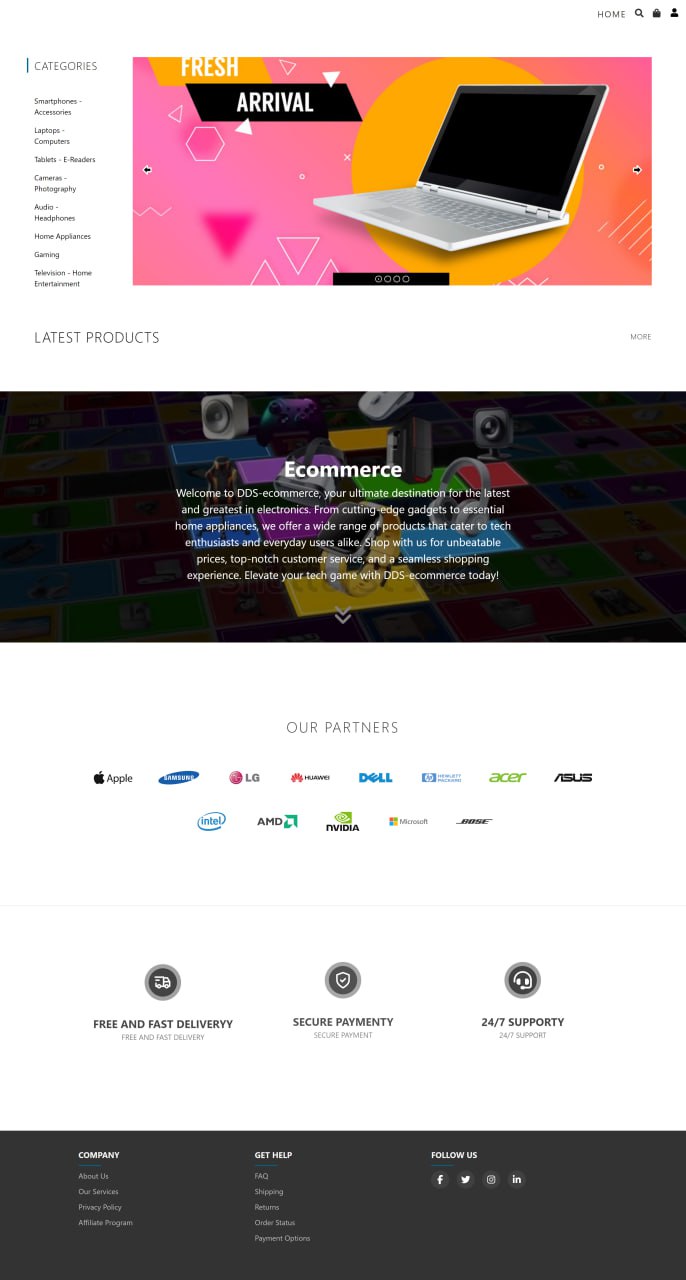 HOME
CATEGORIES
Smartphones -
Accessories
Laptops -
Computers
Tablets - E-Readers
Cameras -
Photography
Audio -
Headphones
Home Appliances
Gaming
Television - Home
Entertainment
FRESH
ARRIVAL
LATEST PRODUCTS
MORE
Ecommerce
Welcome to DDS-ecommerce, your ultimate destination for the latest
and greatest in electronics. From cutting-edge gadgets to essential
home appliances, we offer a wide range of products that cater to tech
enthusiasts and everyday users alike. Shop with us for unbeatable
prices, top-notch customer service, and a seamless shopping
experience. Elevate your tech game with DDS-ecommerce today!
OUR PARTNERS
Apple SAMSUNG LG HUAWEI DELL hp HEWLETT PACKARD acer ASUS
intel AMD NVIDIA Microsoft BOSE
FREE AND FAST DELIVERYY
FREE AND FAST DELIVERY
SECURE PAYMENTY
SECURE PAYMENT
24/7 SUPPORTY
24/7 SUPPORT
COMPANY
About Us
Our Services
Privacy Policy
Affiliate Program
GET HELP
FAQ
Shipping
Returns
Order Status
Payment Options
FOLLOW US